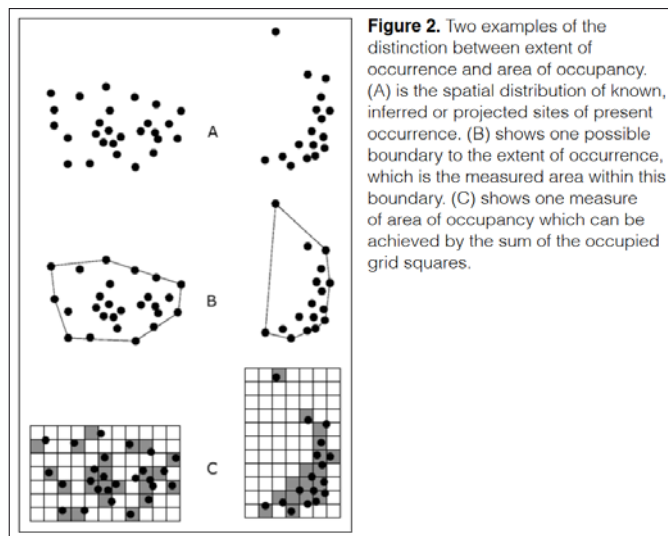 Figure 2. Two examples of the
distinction between extent of
occurrence and area of occupancy.
(A) is the spatial distribution of known,
inferred or projected sites of present
occurrence. (B) shows one possible
boundary to the extent of occurrence,
which is the measured area within this
boundary. (C) shows one measure
of area of occupancy which can be
achieved by the sum of the occupied
grid squares.
A
B
C